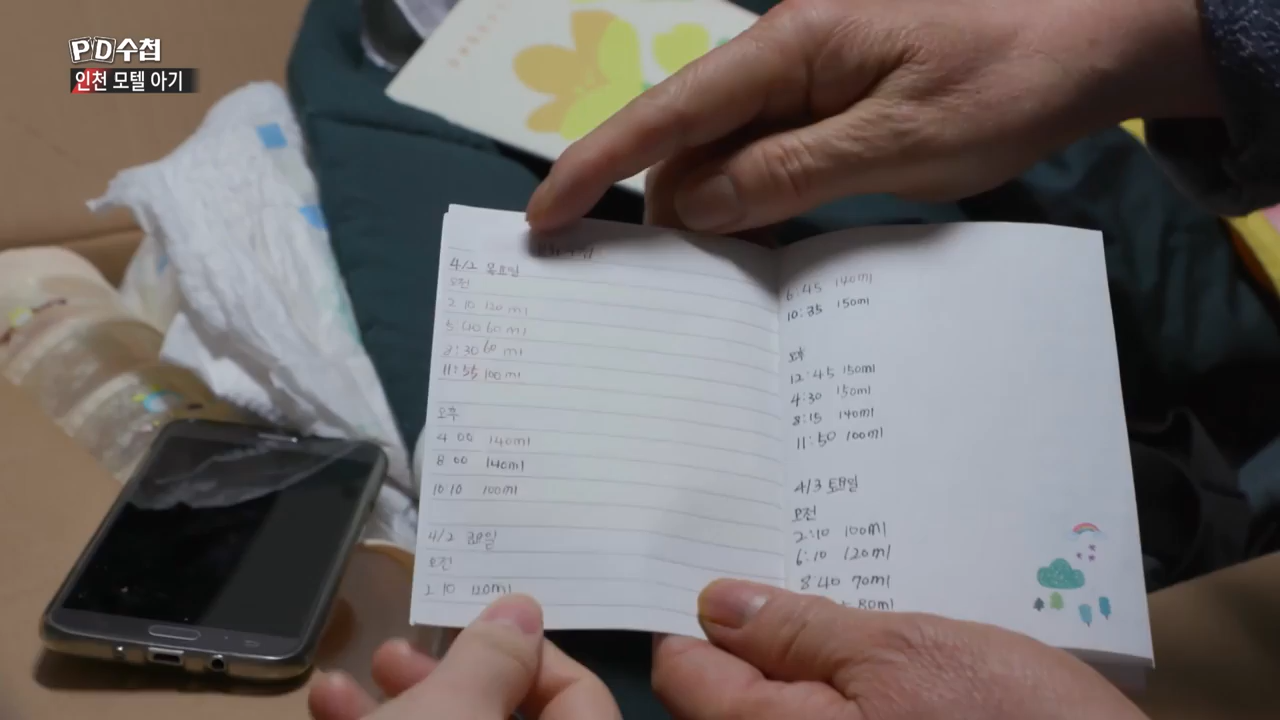 PD수첩
인천 모텔 아기
4/2 목요일
오전
2 10 120ml
5:00 60ml
8:30 60ml
11:55 100ml
오후
4 00 140ml
8 00 140ml
10:10 100ml
4/2 금요일
오전
2 10 120ml
6:45 140ml
10:35 150ml
오후
12:45 150ml
4:30 150ml
8:15 140ml
11:50 100ml
4/3 토요일
오전
2:10 100ml
6:10 120ml
8:40 70ml
80ml